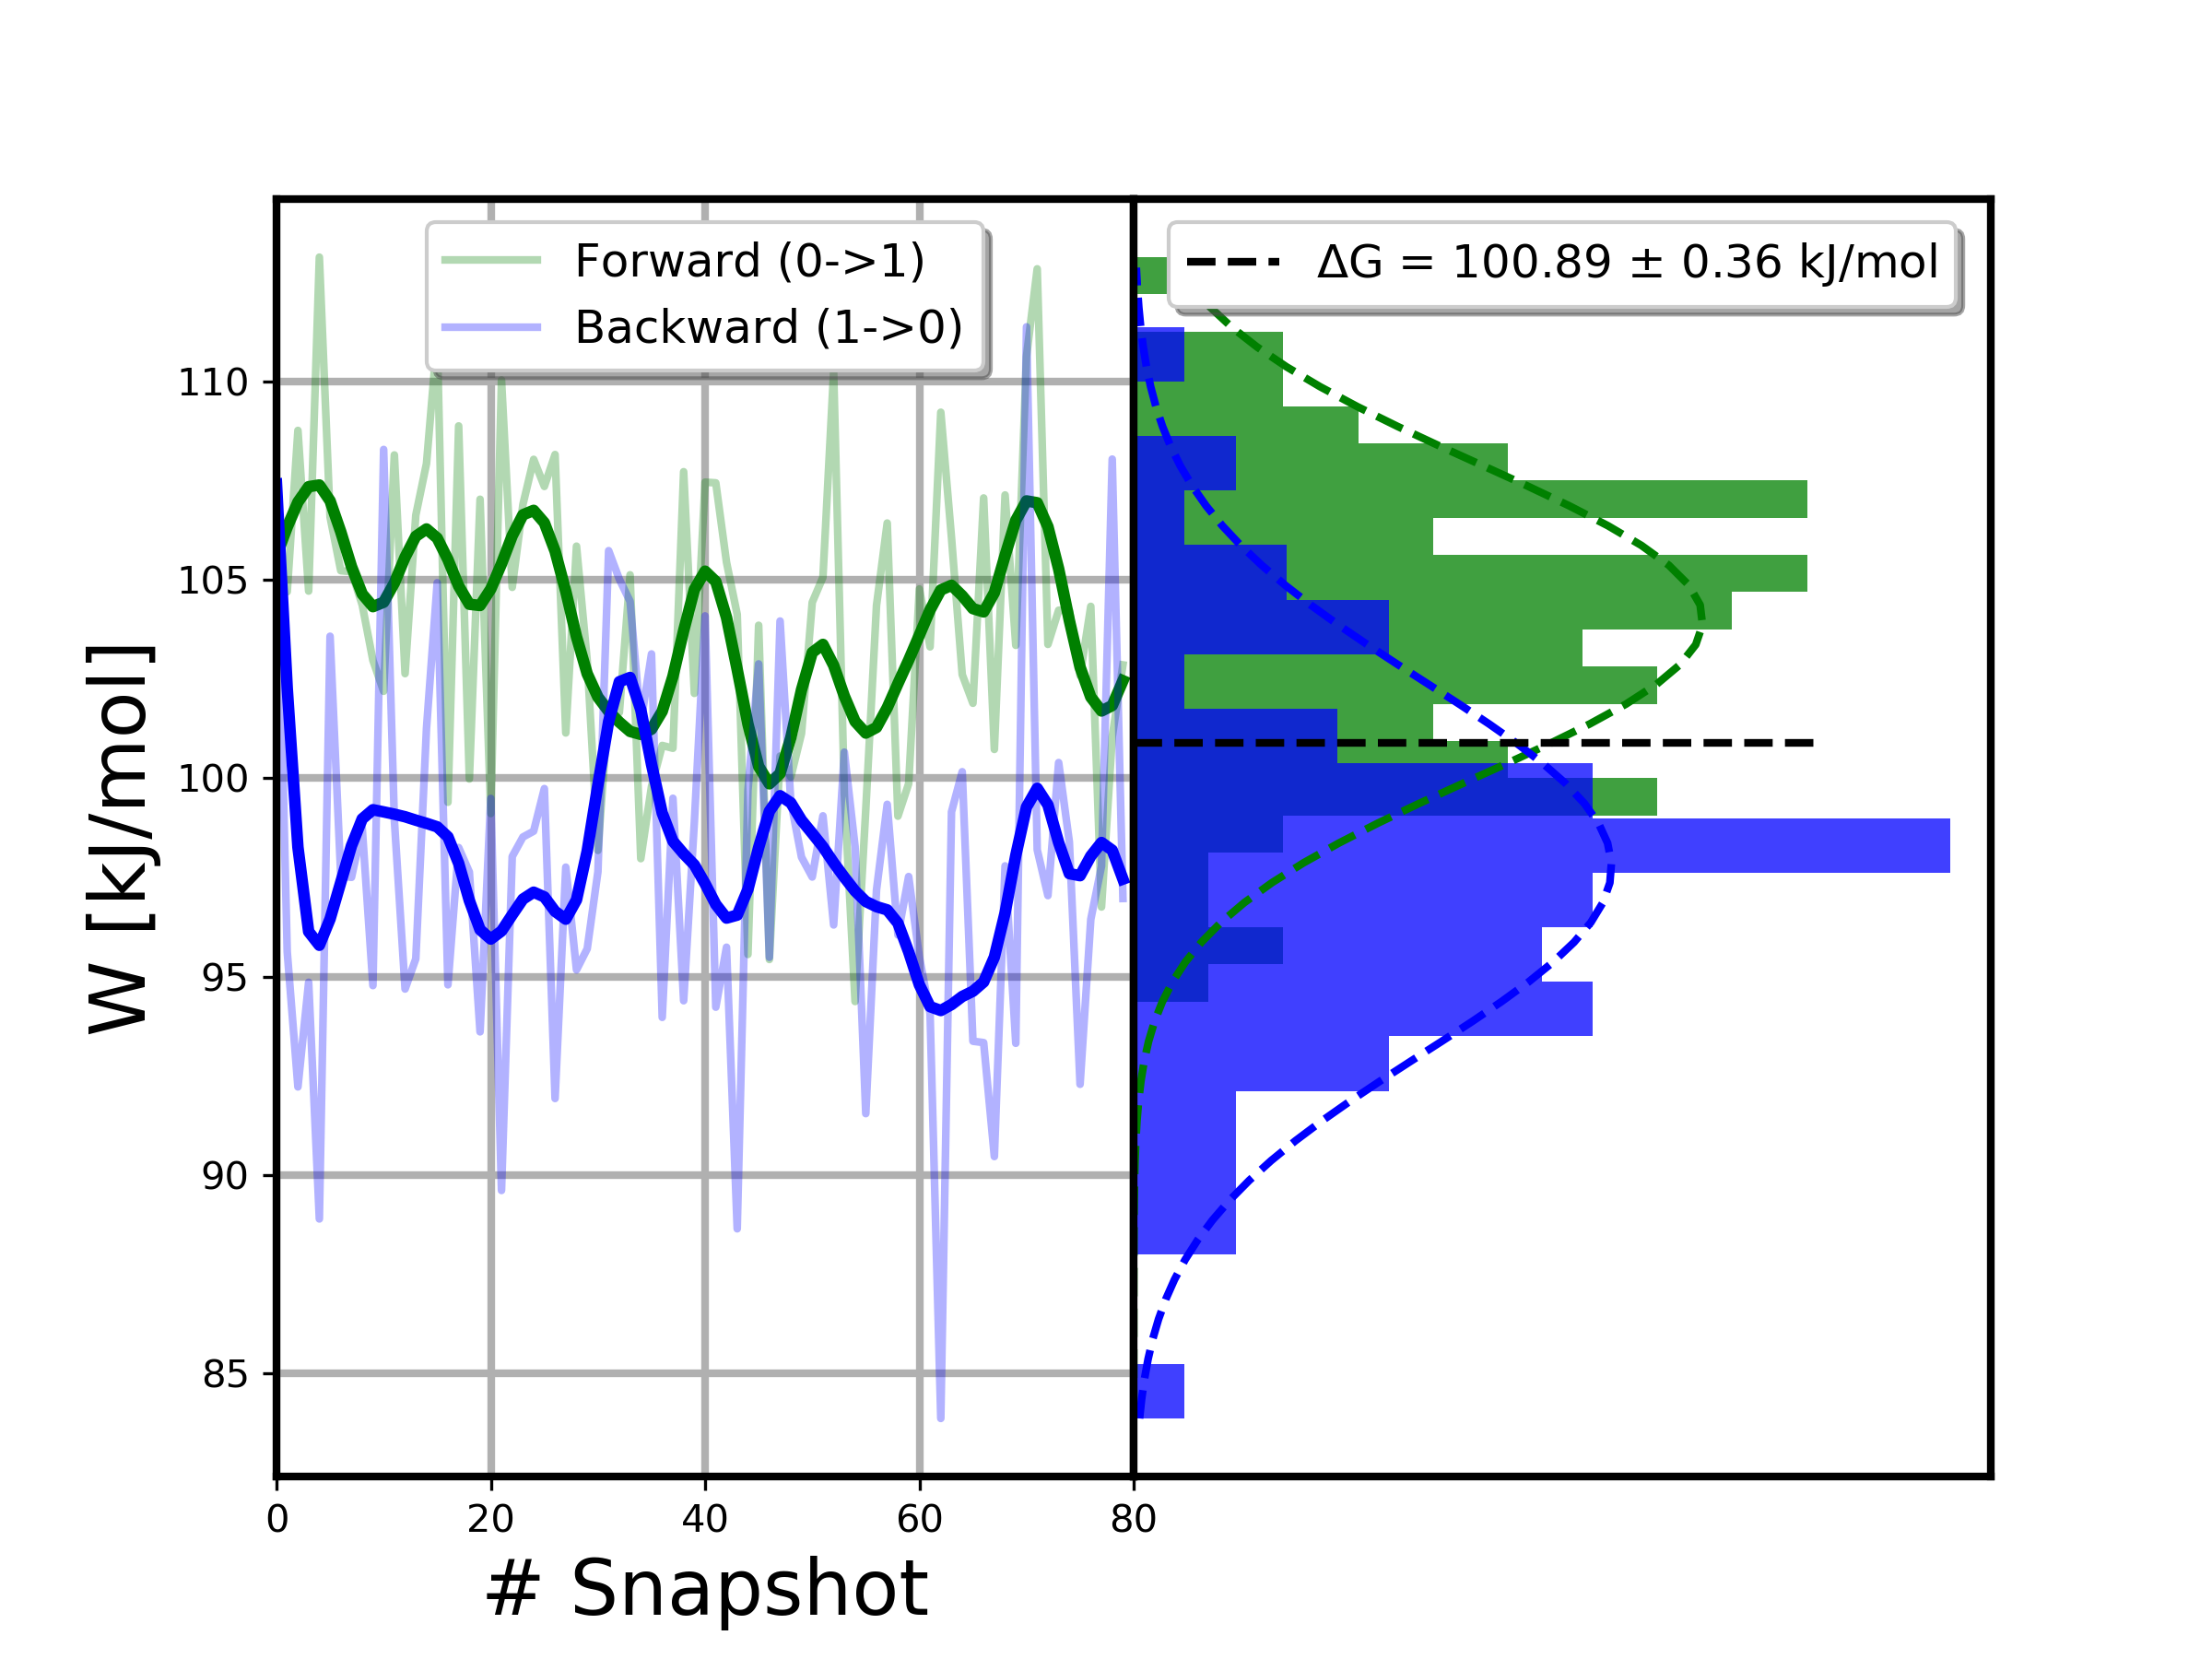 Forward (0->1)
Backward (1->0)
ΔG = 100.89 ± 0.36 kJ/mol
110
105
100
95
90
85
W [kJ/mol]
0 20 40 60 80
# Snapshot